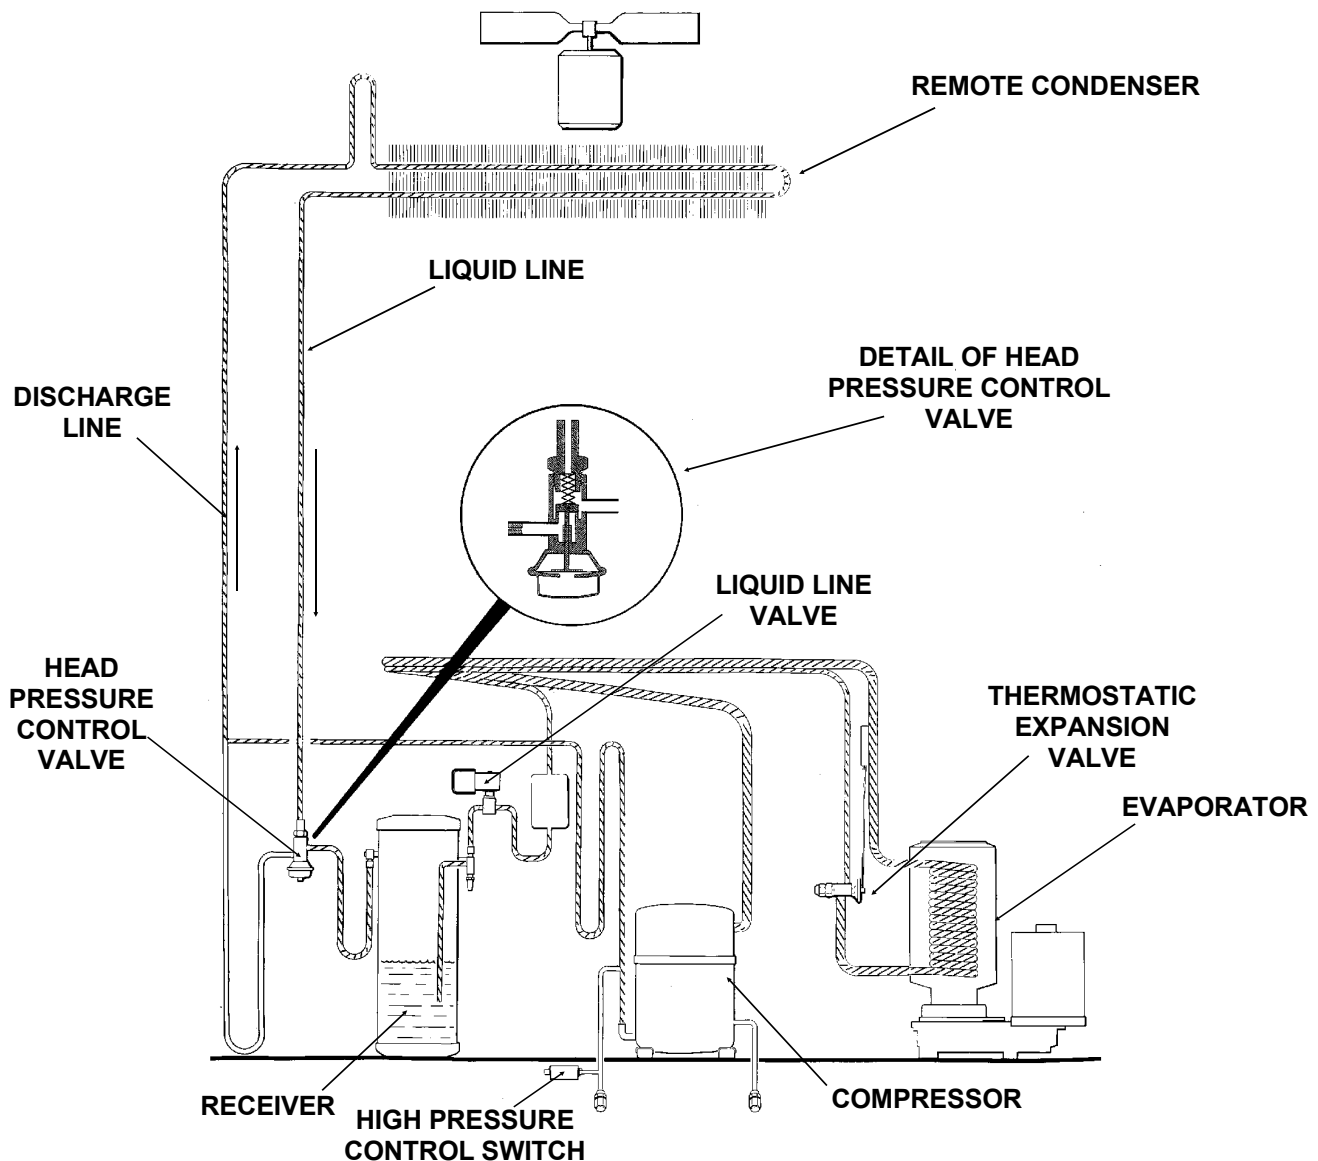 REMOTE CONDENSER
LIQUID LINE
DETAIL OF HEAD
PRESSURE CONTROL
VALVE
DISCHARGE
LINE
LIQUID LINE
VALVE
HEAD
PRESSURE
CONTROL
VALVE
THERMOSTATIC
EXPANSION
VALVE
EVAPORATOR
RECEIVER
HIGH PRESSURE
CONTROL SWITCH
COMPRESSOR